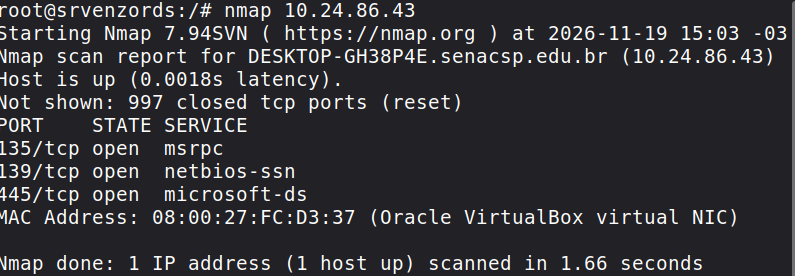 root@srvenzords:/# nmap 10.24.86.43
Starting Nmap 7.94SVN ( https://nmap.org ) at 2026-11-19 15:03 -03
Nmap scan report for DESKTOP-GH38P4E.senacsp.edu.br (10.24.86.43)
Host is up (0.0018s latency).
Not shown: 997 closed tcp ports (reset)
PORT    STATE SERVICE
135/tcp open  msrpc
139/tcp open  netbios-ssn
445/tcp open  microsoft-ds
MAC Address: 08:00:27:FC:D3:37 (Oracle VirtualBox virtual NIC)
Nmap done: 1 IP address (1 host up) scanned in 1.66 seconds